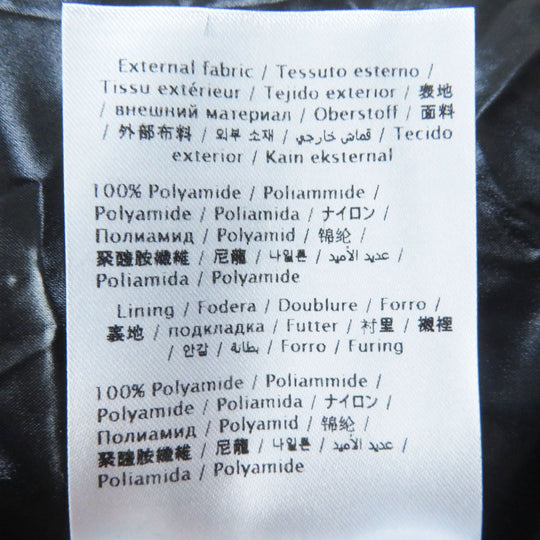 External fabric / Tessuto esterno /
Tissu extérieur / Tejido exterior / 表地
/ внешний материал / Oberstoff / 面料
/ 外部布料 / 외부 소재 / قماش خارجي / Tecido
exterior / Kain eksternal
100% Polyamide / Poliammide /
Polyamide / Poliamida / ナイロン /
Полиамид / Polyamid / 锦纶 /
聚醯胺纖維 / 尼龍 / 나일론 / عديد الأميد /
Poliamida / Polyamide
Lining / Fodera / Doublure / Forro /
裏地 / подкладка / Futter / 村里 / 襯裡
/ 안감 / بطانة / Forro / Furing
100% Polyamide / Poliammide /
Polyamide / Poliamida / ナイロン /
Полиамид / Polyamid / 锦纶 /
聚醯胺纖維 / 尼龍 / 나일론 / عديد الأميد /
Poliamida / Polyamide